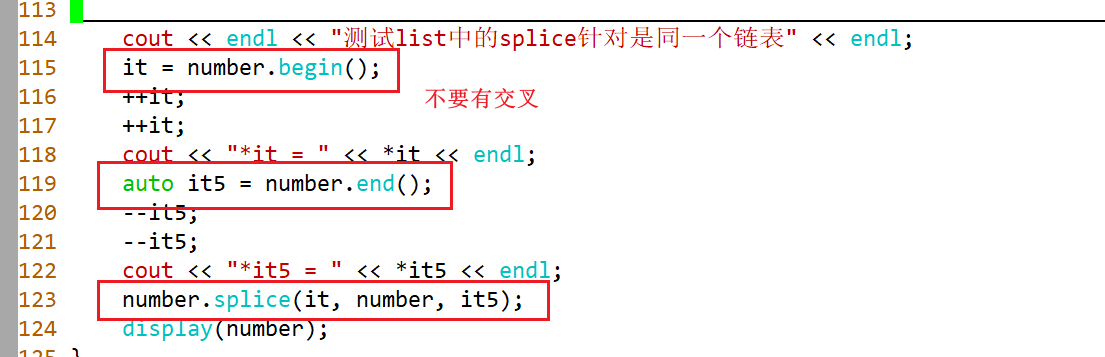 113
114 cout << endl << "测试list中的splice针对是同一个链表" << endl;
115 it = number.begin();
116 ++it; 不要有交叉
117 ++it;
118 cout << "*it = " << *it << endl;
119 auto it5 = number.end();
120 --it5;
121 --it5;
122 cout << "*it5 = " << *it5 << endl;
123 number.splice(it, number, it5);
124 display(number);
125 }